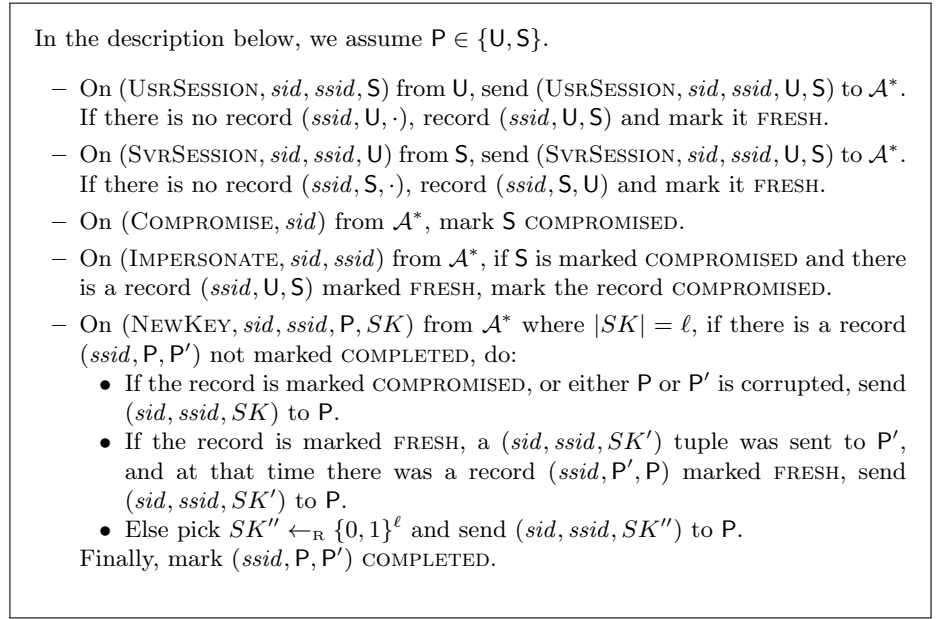 In the description below, we assume P ∈ {U, S}.
– On (UsrSession, sid, ssid, S) from U, send (UsrSession, sid, ssid, U, S) to 𝒜*.
If there is no record (ssid, U, ·), record (ssid, U, S) and mark it FRESH.
– On (SvrSession, sid, ssid, U) from S, send (SvrSession, sid, ssid, U, S) to 𝒜*.
If there is no record (ssid, S, ·), record (ssid, S, U) and mark it FRESH.
– On (Compromise, sid) from 𝒜*, mark S COMPROMISED.
– On (Impersonate, sid, ssid) from 𝒜*, if S is marked COMPROMISED and there
is a record (ssid, U, S) marked FRESH, mark the record COMPROMISED.
– On (NewKey, sid, ssid, P, SK) from 𝒜* where |SK| = ℓ, if there is a record
(ssid, P, P′) not marked COMPLETED, do:
• If the record is marked COMPROMISED, or either P or P′ is corrupted, send
(sid, ssid, SK) to P.
• If the record is marked FRESH, a (sid, ssid, SK′) tuple was sent to P′,
and at that time there was a record (ssid, P′, P) marked FRESH, send
(sid, ssid, SK′) to P.
• Else pick SK″ ←R {0, 1}^ℓ and send (sid, ssid, SK″) to P.
Finally, mark (ssid, P, P′) COMPLETED.